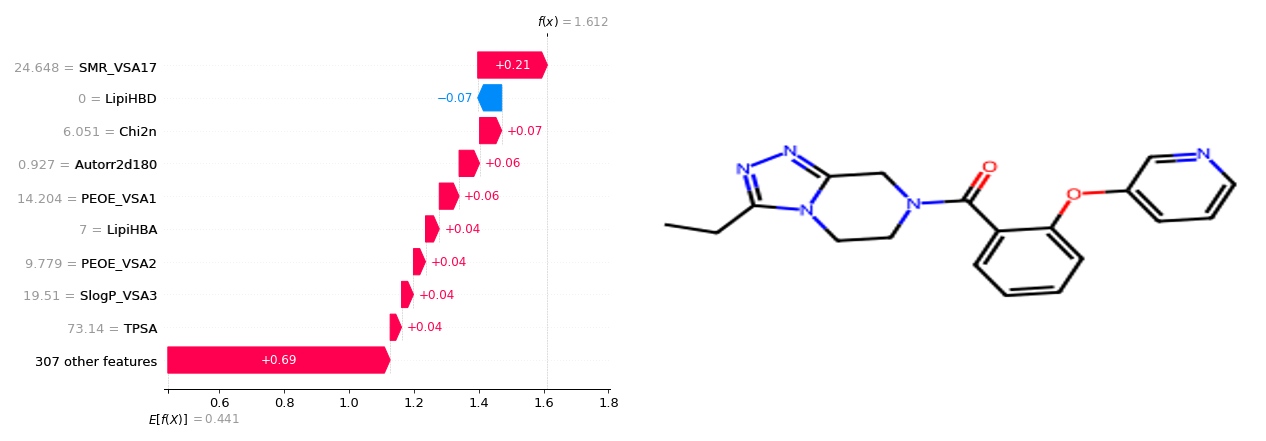 f(x) = 1.612
24.648 = SMR_VSA17
+0.21
0 = LipiHBD
−0.07
6.051 = Chi2n
+0.07
0.927 = Autorr2d180
+0.06
14.204 = PEOE_VSA1
+0.06
7 = LipiHBA
+0.04
9.779 = PEOE_VSA2
+0.04
19.51 = SlogP_VSA3
+0.04
73.14 = TPSA
+0.04
307 other features
+0.69
0.6 0.8 1.0 1.2 1.4 1.6 1.8
E[f(X)] = 0.441
N
N
N
N
O
O
N